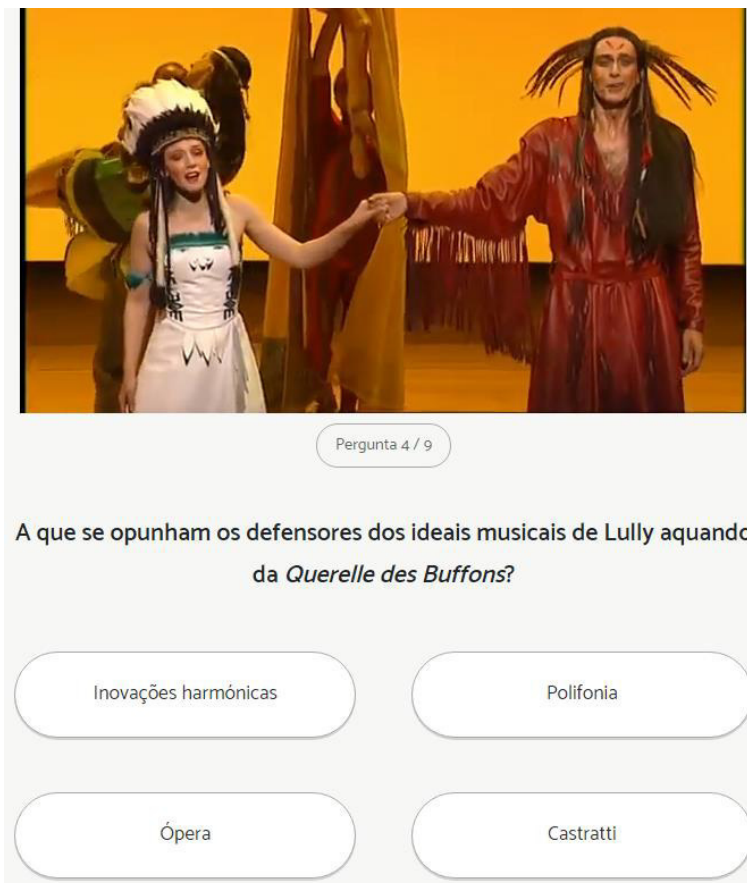 Pergunta 4 / 9
A que se opunham os defensores dos ideais musicais de Lully aquando
da Querelle des Buffons?
Inovações harmónicas
Polifonia
Ópera
Castratti